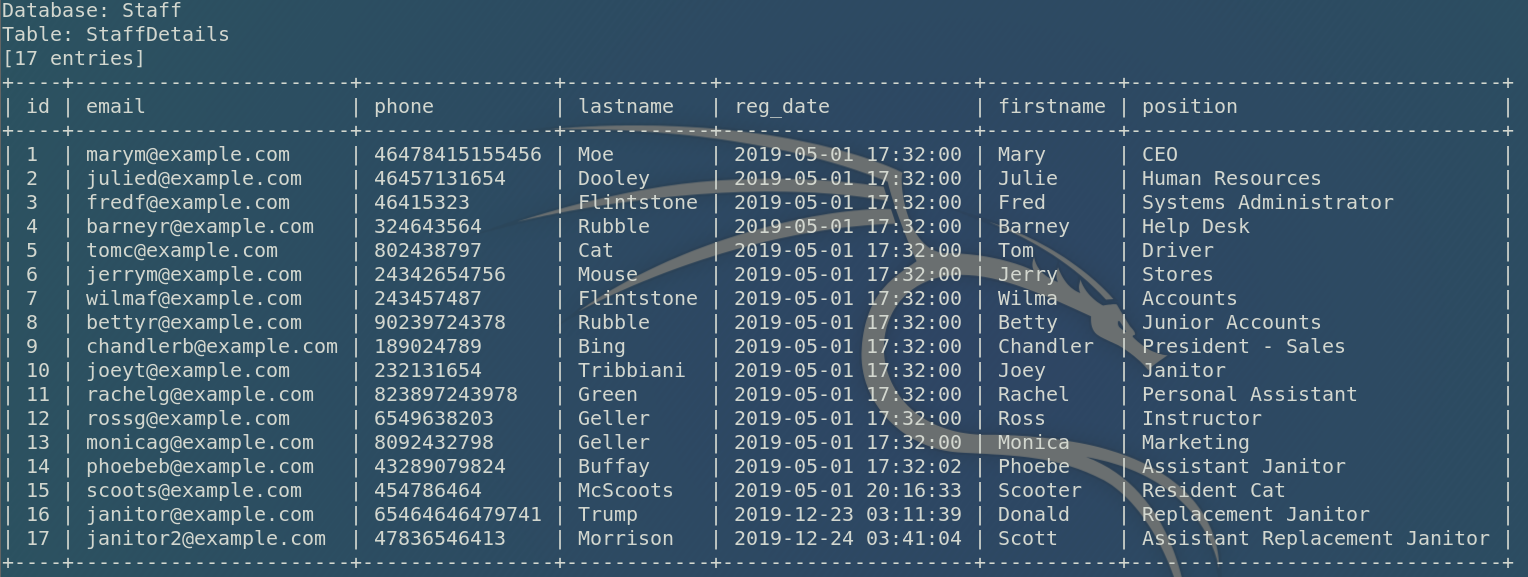 Database: Staff
Table: StaffDetails
[17 entries]
+----+-----------------------+----------------+------------+---------------------+-----------+-------------------------------+
| id | email | phone | lastname | reg_date | firstname | position |
+----+-----------------------+----------------+------------+---------------------+-----------+-------------------------------+
| 1 | marym@example.com | 46478415155456 | Moe | 2019-05-01 17:32:00 | Mary | CEO |
| 2 | julied@example.com | 46457131654 | Dooley | 2019-05-01 17:32:00 | Julie | Human Resources |
| 3 | fredf@example.com | 46415323 | Flintstone | 2019-05-01 17:32:00 | Fred | Systems Administrator |
| 4 | barneyr@example.com | 324643564 | Rubble | 2019-05-01 17:32:00 | Barney | Help Desk |
| 5 | tomc@example.com | 802438797 | Cat | 2019-05-01 17:32:00 | Tom | Driver |
| 6 | jerrym@example.com | 24342654756 | Mouse | 2019-05-01 17:32:00 | Jerry | Stores |
| 7 | wilmaf@example.com | 243457487 | Flintstone | 2019-05-01 17:32:00 | Wilma | Accounts |
| 8 | bettyr@example.com | 90239724378 | Rubble | 2019-05-01 17:32:00 | Betty | Junior Accounts |
| 9 | chandlerb@example.com | 189024789 | Bing | 2019-05-01 17:32:00 | Chandler | President - Sales |
| 10 | joeyt@example.com | 232131654 | Tribbiani | 2019-05-01 17:32:00 | Joey | Janitor |
| 11 | rachelg@example.com | 823897243978 | Green | 2019-05-01 17:32:00 | Rachel | Personal Assistant |
| 12 | rossg@example.com | 6549638203 | Geller | 2019-05-01 17:32:00 | Ross | Instructor |
| 13 | monicag@example.com | 8092432798 | Geller | 2019-05-01 17:32:00 | Monica | Marketing |
| 14 | phoebeb@example.com | 43289079824 | Buffay | 2019-05-01 17:32:02 | Phoebe | Assistant Janitor |
| 15 | scoots@example.com | 454786464 | McScoots | 2019-05-01 20:16:33 | Scooter | Resident Cat |
| 16 | janitor@example.com | 65464646479741 | Trump | 2019-12-23 03:11:39 | Donald | Replacement Janitor |
| 17 | janitor2@example.com | 47836546413 | Morrison | 2019-12-24 03:41:04 | Scott | Assistant Replacement Janitor |
+----+-----------------------+----------------+------------+---------------------+-----------+-------------------------------+